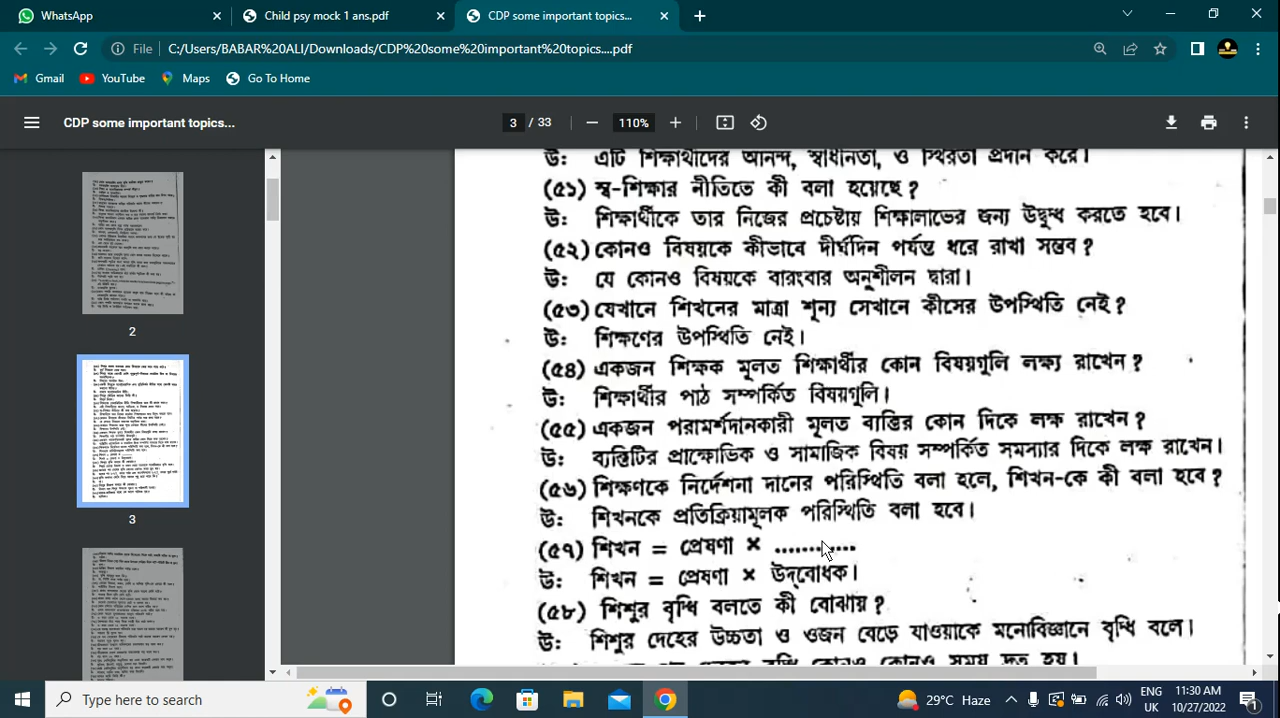 WhatsApp
Child psy mock 1 ans.pdf
CDP some important topics...
File C:/Users/BABAR%20ALI/Downloads/CDP%20some%20important%20topics....pdf
Gmail YouTube Maps Go To Home
CDP some important topics...
3 / 33
110%
2
3
উঃ এটি শিক্ষার্থীদের আনন্দ, স্বাধীনতা, ও স্থিরতা প্রদান করে।
(৫১) স্ব-শিক্ষার নীতিতে কী বলা হয়েছে?
উঃ শিক্ষার্থীকে তার নিজের প্রচেষ্টায় শিক্ষালাভের জন্য উদ্বুদ্ধ করতে হবে।
(৫২) কোনও বিষয়কে কীভাবে দীর্ঘদিন পর্যন্ত ধরে রাখা সম্ভব?
উঃ যে কোনও বিষয়কে বারংবার অনুশীলন দ্বারা।
(৫৩) যেখানে শিখনের মাত্রা শূন্য সেখানে কীসের উপস্থিতি নেই?
উঃ শিক্ষণের উপস্থিতি নেই।
(৫৪) একজন শিক্ষক মূলত শিক্ষার্থীর কোন বিষয়গুলি লক্ষ্য রাখেন?
উঃ শিক্ষার্থীর পাঠ সম্পর্কিত বিষয়গুলি।
(৫৫) একজন পরামর্শদানকারী মূলত ব্যক্তির কোন দিকে লক্ষ রাখেন?
উঃ ব্যক্তিটির প্রাক্ষোভিক ও সামাজিক বিষয় সম্পর্কিত সমস্যার দিকে লক্ষ রাখেন।
(৫৬) শিক্ষণকে নির্দেশনা দানের পরিস্থিতি বলা হলে, শিখন-কে কী বলা হবে?
উঃ শিখনকে প্রতিক্রিয়ামূলক পরিস্থিতি বলা হবে।
(৫৭) শিখন = প্রেষণা × ............
উঃ শিখন = প্রেষণা × উদ্‌বোধক।
(৫৮) শিশুর বৃদ্ধি বলতে কী বোঝায়?
উঃ শিশুর দেহের উচ্চতা ও ওজন বেড়ে যাওয়াকে মনোবিজ্ঞানে বৃদ্ধি বলে।
বৃদ্ধি কোনও কোনও সময় দ্রুত হয়।
Type here to search
29°C Haze
ENG
UK
11:30 AM
10/27/2022
1